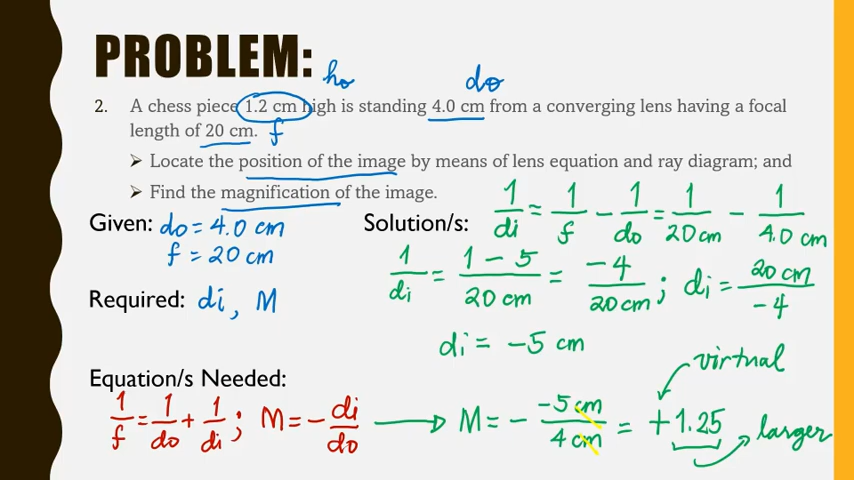 PROBLEM:
ho do
2. A chess piece 1.2 cm high is standing 4.0 cm from a converging lens having a focal
length of 20 cm. f
➢ Locate the position of the image by means of lens equation and ray diagram; and
➢ Find the magnification of the image.
Given: do = 4.0 cm
f = 20 cm
Required: di, M
Equation/s Needed:
1/f = 1/do + 1/di ; M = - di/do
Solution/s: 1/di = 1/f - 1/do = 1/20 cm - 1/4.0 cm
1/di = 1 - 5/20 cm = -4/20 cm ; di = 20 cm/-4
di = -5 cm
virtual
M = - -5 cm/4 cm = +1.25
larger